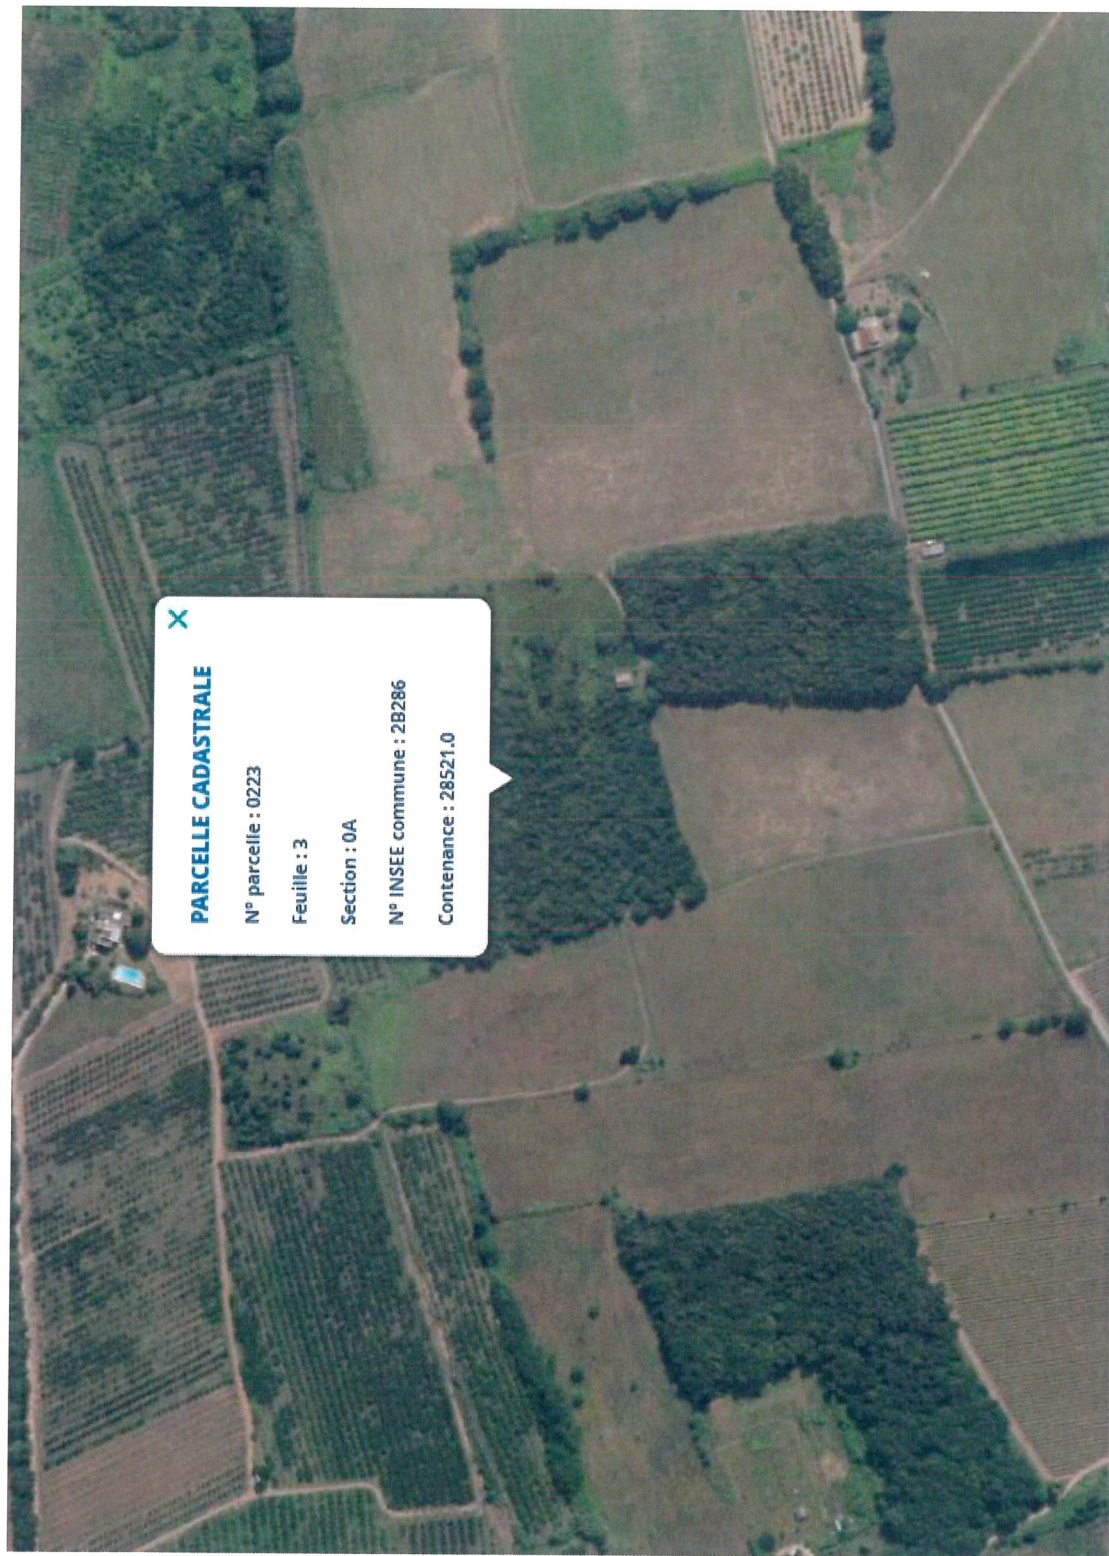 PARCELLE CADASTRALE
N° parcelle : 0223
Feuille : 3
Section : 0A
N° INSEE commune : 2B286
Contenance : 28521.0